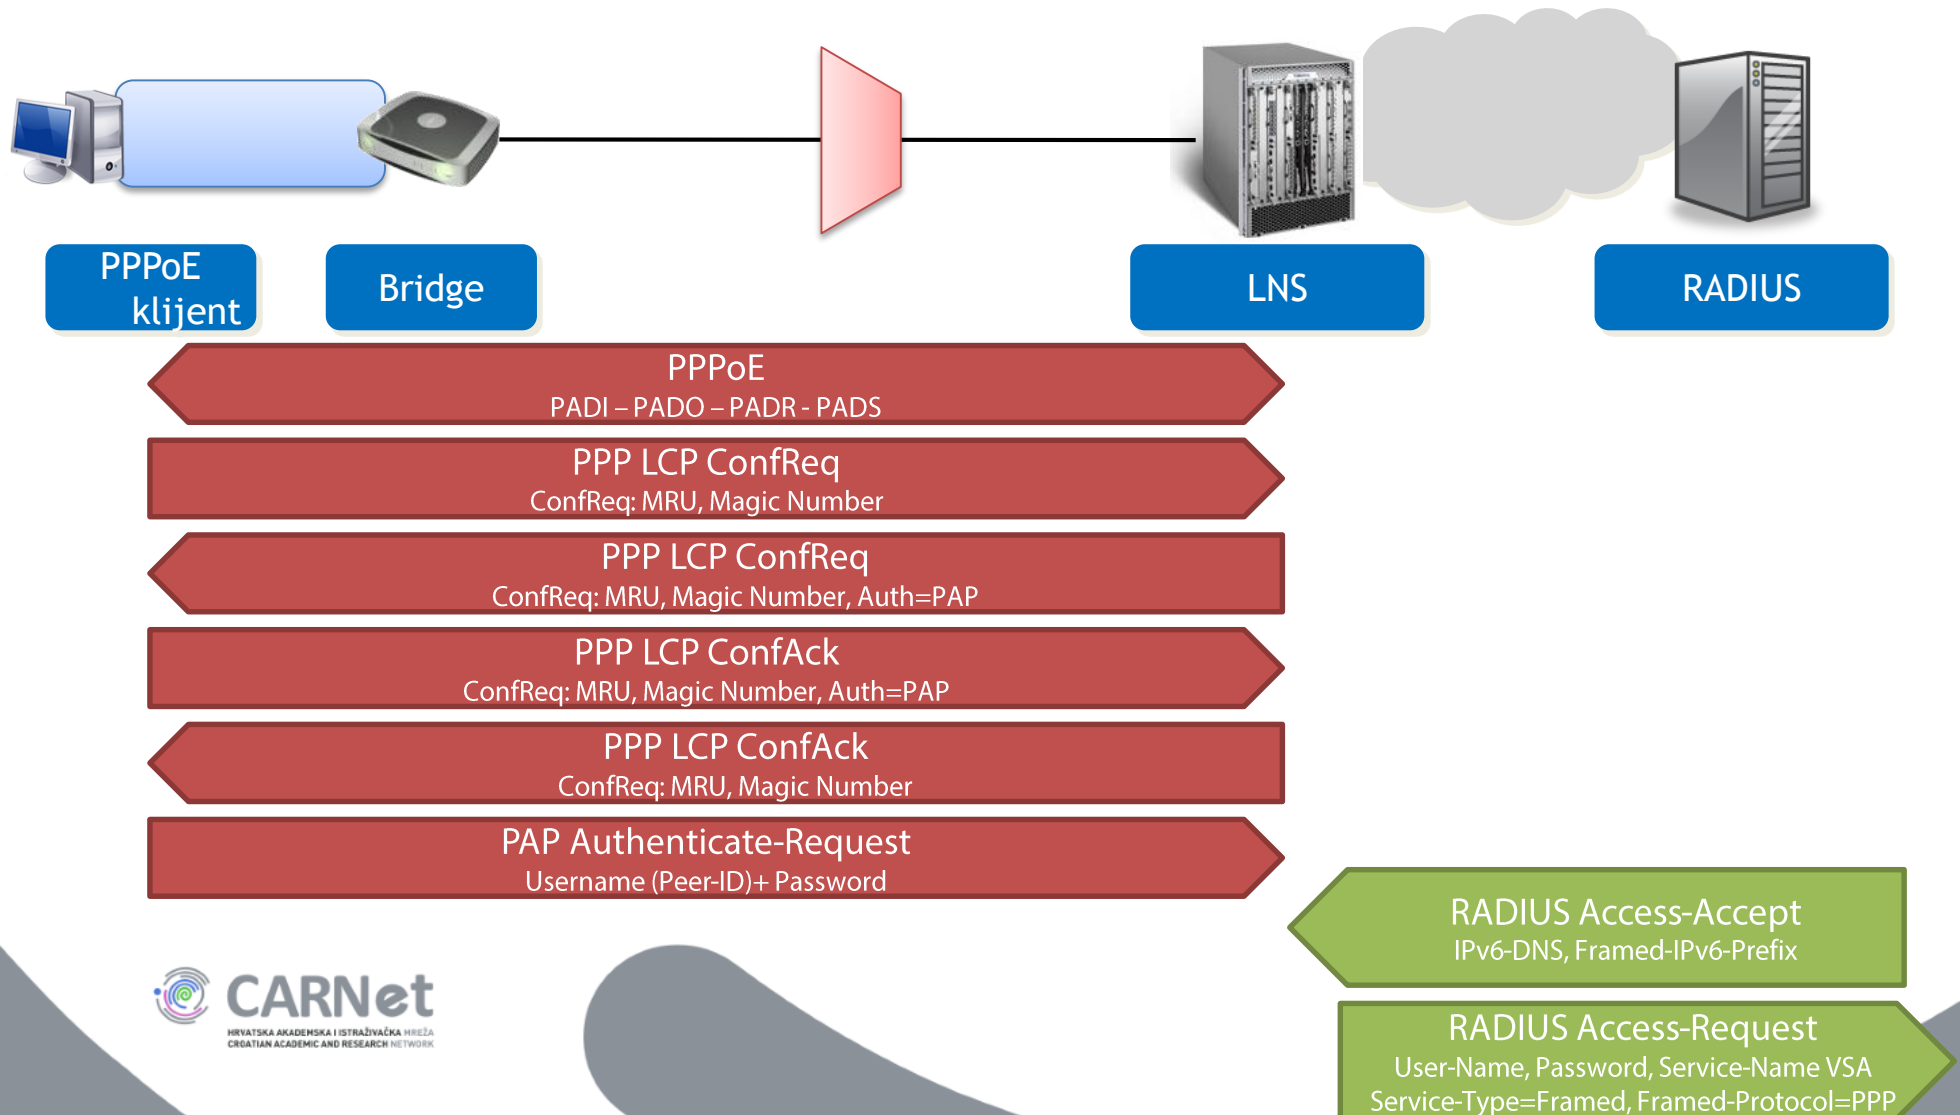 PPPoE
klijent
Bridge
LNS
RADIUS
PPPoE
PADI – PADO – PADR - PADS
PPP LCP ConfReq
ConfReq: MRU, Magic Number
PPP LCP ConfReq
ConfReq: MRU, Magic Number, Auth=PAP
PPP LCP ConfAck
ConfReq: MRU, Magic Number, Auth=PAP
PPP LCP ConfAck
ConfReq: MRU, Magic Number
PAP Authenticate-Request
Username (Peer-ID)+ Password
RADIUS Access-Accept
IPv6-DNS, Framed-IPv6-Prefix
RADIUS Access-Request
User-Name, Password, Service-Name VSA
Service-Type=Framed, Framed-Protocol=PPP
CARNet
HRVATSKA AKADEMSKA I ISTRAŽIVAČKA MREŽA
CROATIAN ACADEMIC AND RESEARCH NETWORK